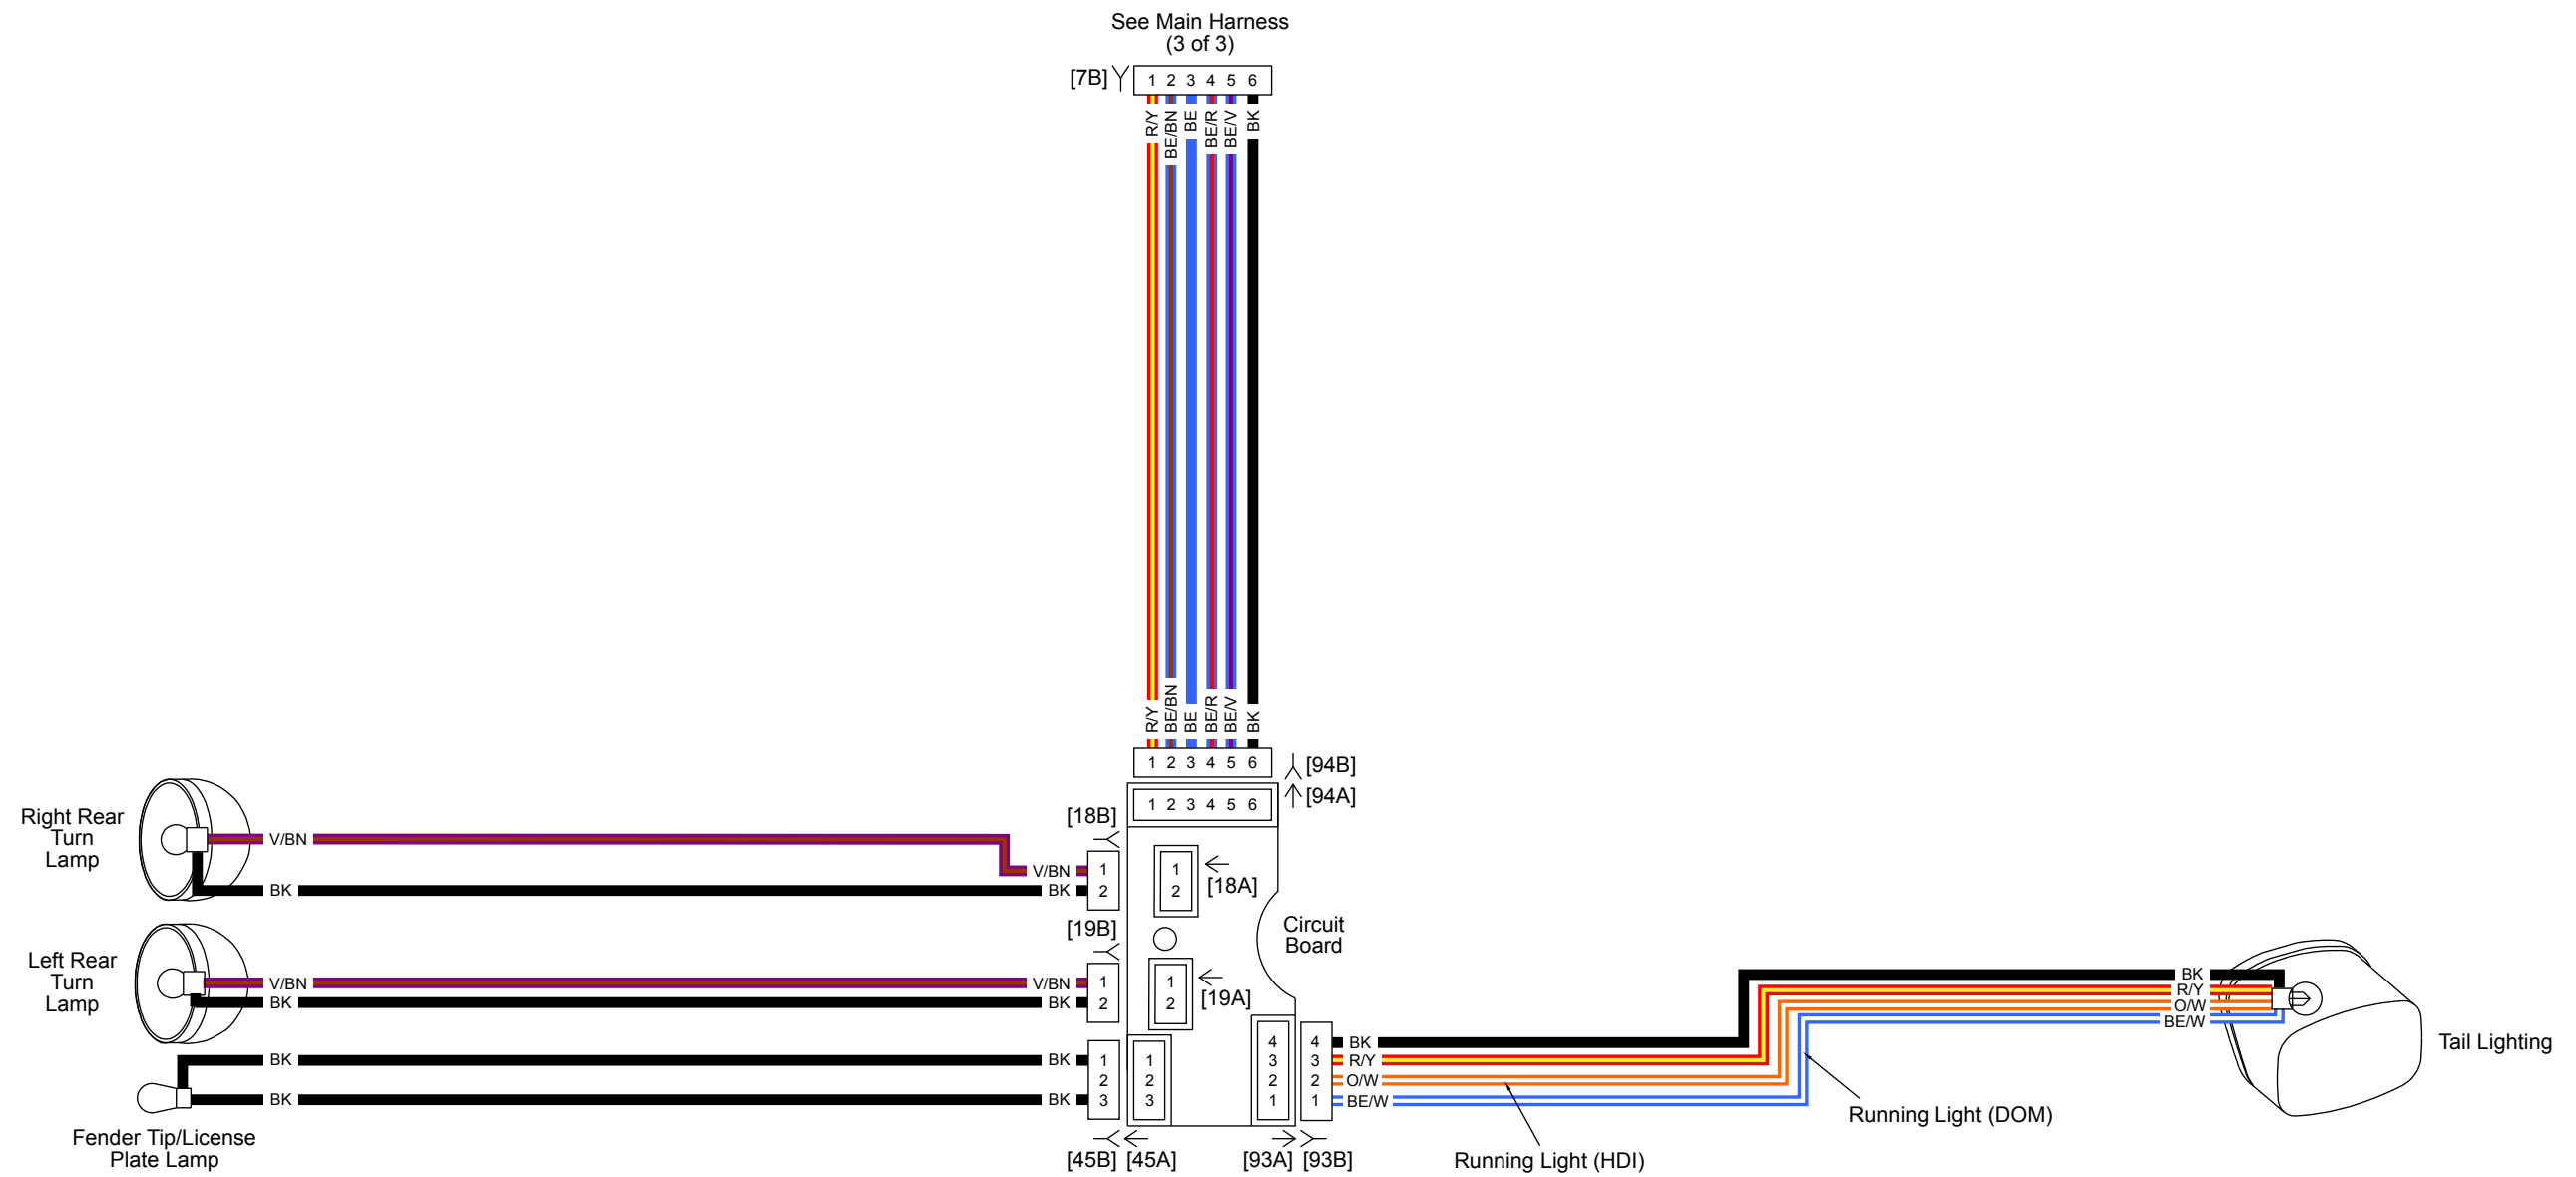 See Main Harness
(3 of 3)
[7B]
1 2 3 4 5 6
R/Y BE/BN BE BE/R BE/V BK
R/Y BE/BN BE BE/R BE/V BK
1 2 3 4 5 6
[94B]
1 2 3 4 5 6
[94A]
[18B]
Right Rear
Turn
Lamp
V/BN
V/BN
1
BK
BK
2
1
2
[18A]
[19B]
Circuit
Board
Left Rear
Turn
Lamp
V/BN
V/BN
1
BK
BK
2
1
2
[19A]
BK
BK
1
2
BK
BK
3
1
2
3
Fender Tip/License
Plate Lamp
[45B]
[45A]
4
3
2
1
4
BK
3
R/Y
2
O/W
1
BE/W
[93A]
[93B]
BK
R/Y
O/W
BE/W
Tail Lighting
Running Light (DOM)
Running Light (HDI)